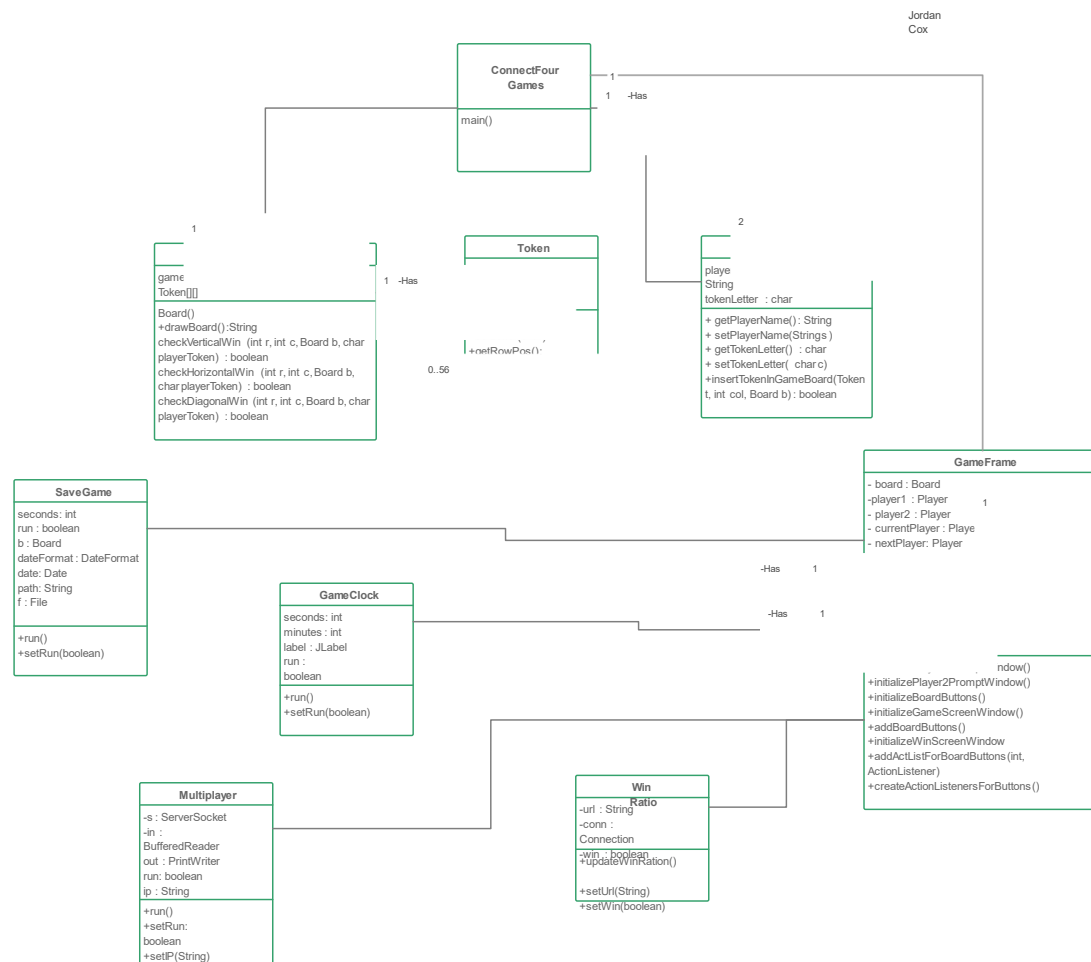 Jordan
Cox
ConnectFour
Games
main()
1
1 -Has
1
game
Token[][]
Board()
+drawBoard():String
checkVerticalWin (int r, int c, Board b, char
playerToken) : boolean
checkHorizontalWin (int r, int c, Board b,
char playerToken) : boolean
checkDiagonalWin (int r, int c, Board b, char
playerToken) : boolean
1 -Has
0..56
Token
+getRowPos():
2
playe
String
tokenLetter : char
+ getPlayerName() : String
+ setPlayerName(String s)
+ getTokenLetter() : char
+ setTokenLetter( char c)
+insertTokenInGameBoard(Token
t, int col, Board b) : boolean
GameFrame
- board : Board
-player1 : Player
- player2 : Player
- currentPlayer : Playe
- nextPlayer: Player
1
-Has 1
-Has 1
ndow()
+initializePlayer2PromptWindow()
+initializeBoardButtons()
+initializeGameScreenWindow()
+addBoardButtons()
+initializeWinScreenWindow
+addActListForBoardButtons(int,
ActionListener)
+createActionListenersForButtons()
SaveGame
seconds: int
run : boolean
b : Board
dateFormat : DateFormat
date: Date
path: String
f : File
+run()
+setRun(boolean)
GameClock
seconds: int
minutes : int
label : JLabel
run :
boolean
+run()
+setRun(boolean)
Multiplayer
-s : ServerSocket
-in :
BufferedReader
out : PrintWriter
run: boolean
ip : String
+run()
+setRun:
boolean
+setIP(String)
Win
Ratio
-url : String
-conn :
Connection
-win : boolean
+updateWinRation()
+setUrl(String)
+setWin(boolean)